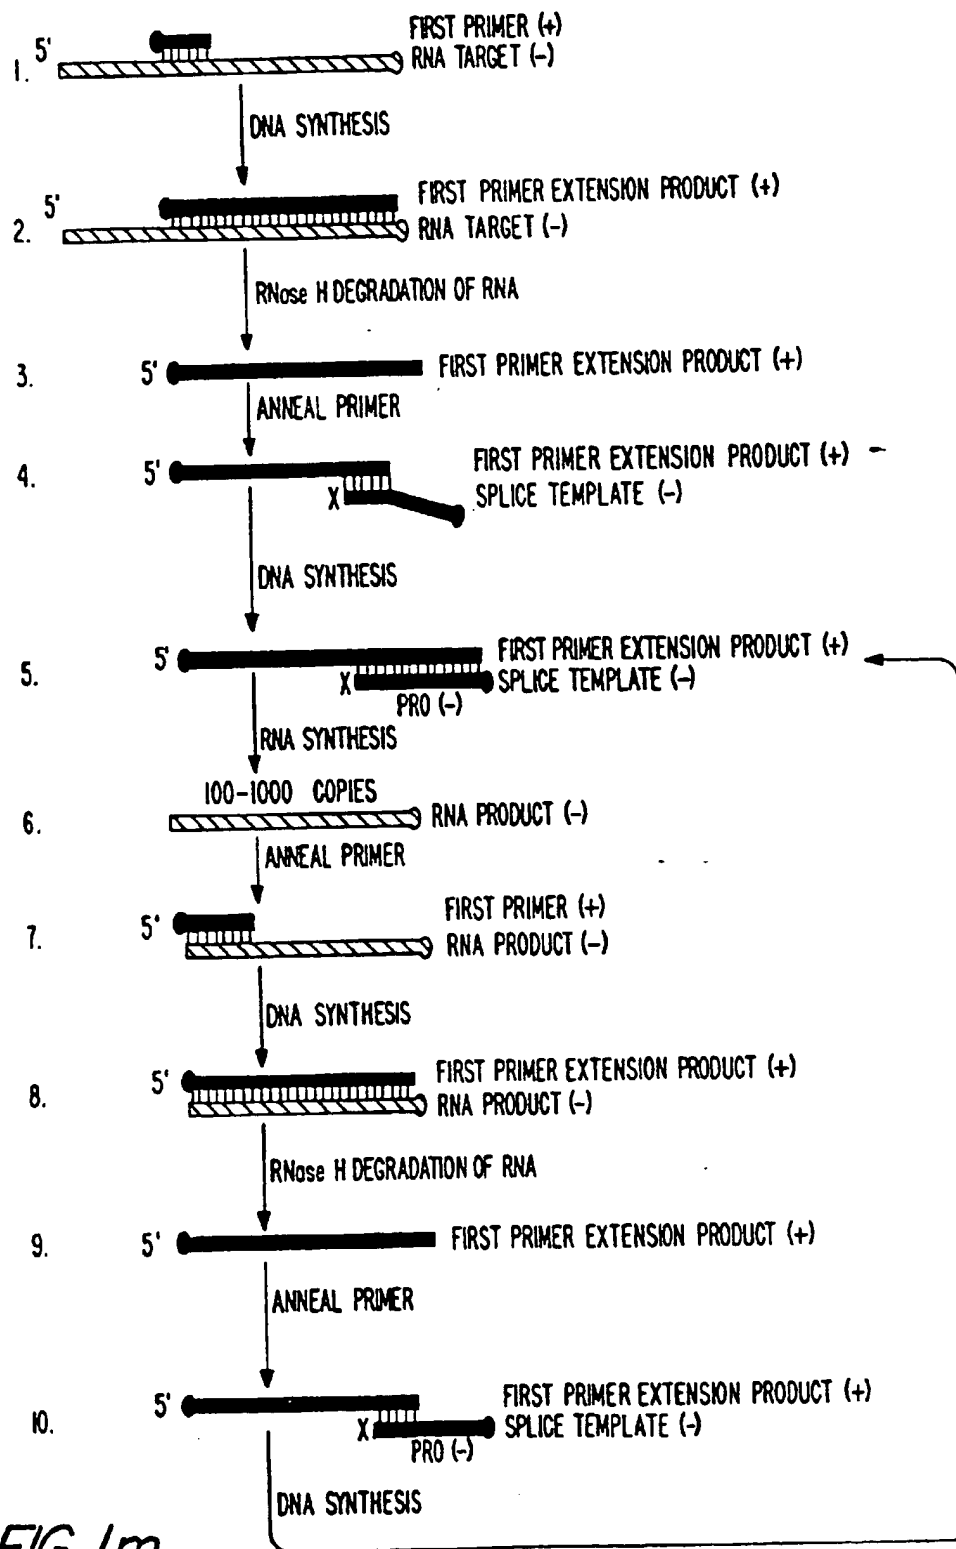 FIRST PRIMER (+)
5'
1. RNA TARGET (-)
DNA SYNTHESIS
FIRST PRIMER EXTENSION PRODUCT (+)
5'
2. RNA TARGET (-)
RNase H DEGRADATION OF RNA
3. 5' FIRST PRIMER EXTENSION PRODUCT (+)
ANNEAL PRIMER
4. 5' FIRST PRIMER EXTENSION PRODUCT (+)
X SPLICE TEMPLATE (-)
DNA SYNTHESIS
5. 5' FIRST PRIMER EXTENSION PRODUCT (+)
X SPLICE TEMPLATE (-)
PRO (-)
RNA SYNTHESIS
100-1000 COPIES
6. RNA PRODUCT (-)
ANNEAL PRIMER
FIRST PRIMER (+)
7. 5' RNA PRODUCT (-)
DNA SYNTHESIS
5' FIRST PRIMER EXTENSION PRODUCT (+)
8. RNA PRODUCT (-)
RNase H DEGRADATION OF RNA
9. 5' FIRST PRIMER EXTENSION PRODUCT (+)
ANNEAL PRIMER
10. 5' FIRST PRIMER EXTENSION PRODUCT (+)
X SPLICE TEMPLATE (-)
PRO (-)
DNA SYNTHESIS
FIG. 1m